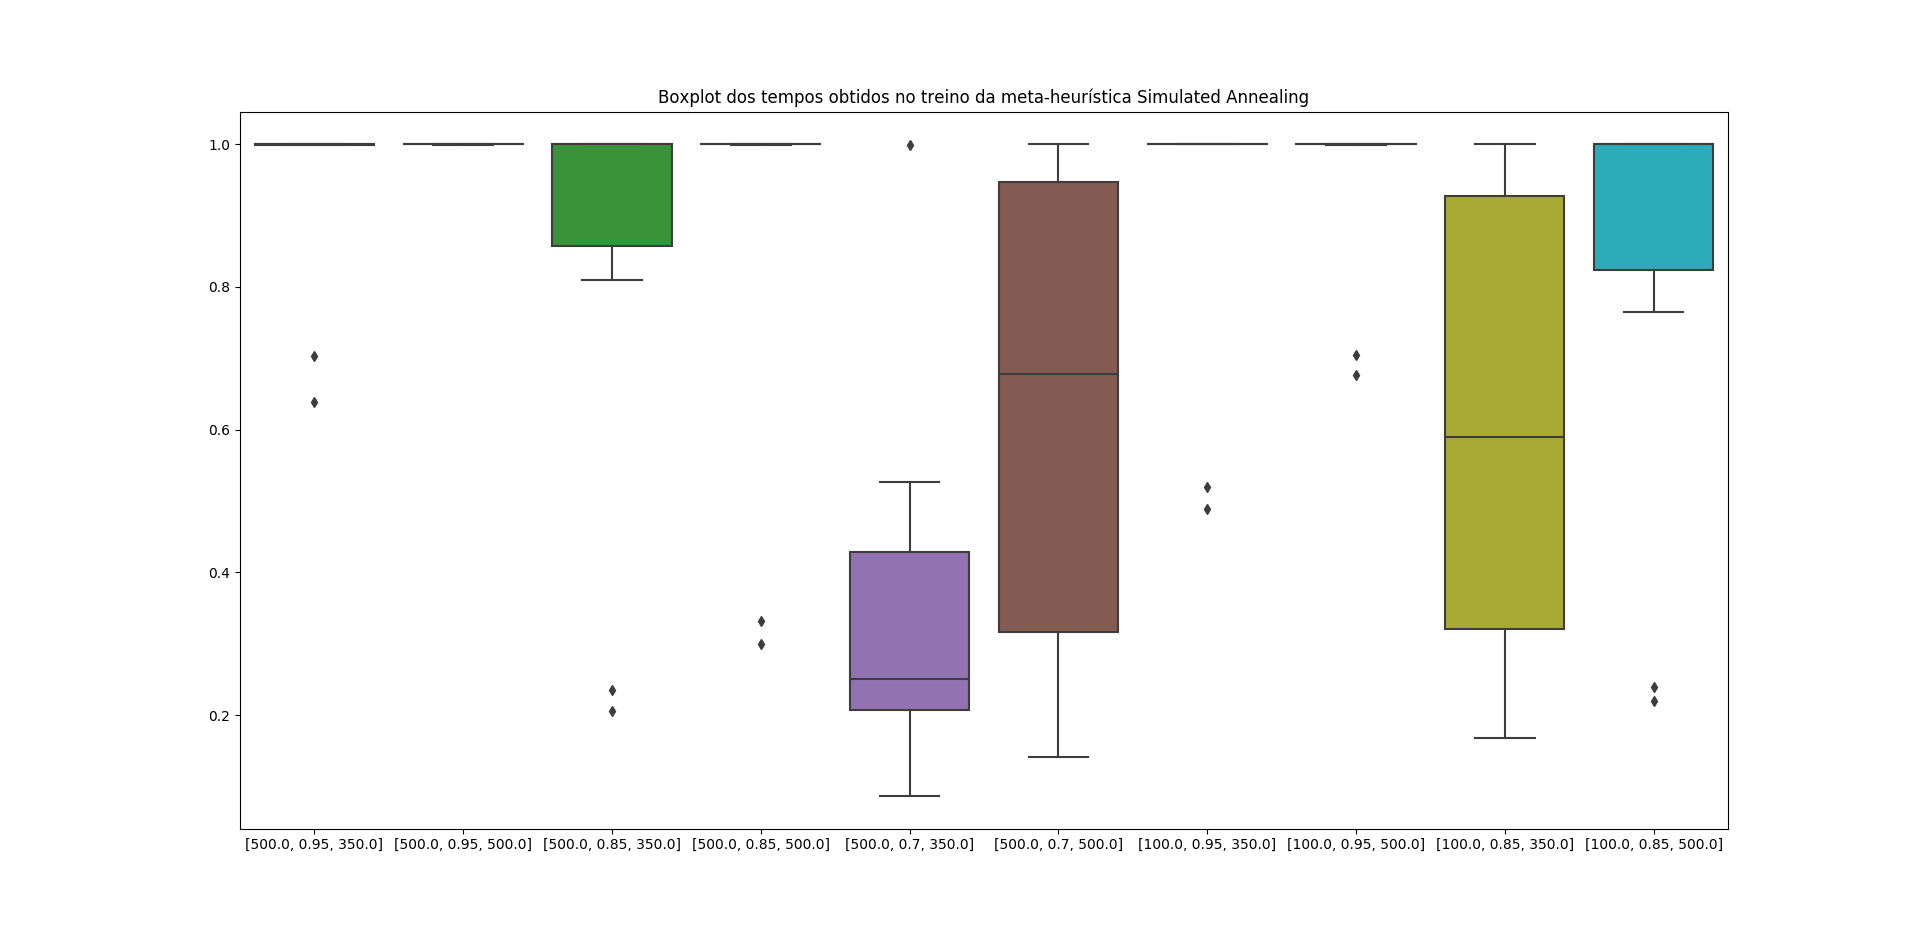 Boxplot dos tempos obtidos no treino da meta-heurística Simulated Annealing
1.0
0.8
0.6
0.4
0.2
[500.0, 0.95, 350.0] [500.0, 0.95, 500.0] [500.0, 0.85, 350.0] [500.0, 0.85, 500.0] [500.0, 0.7, 350.0] [500.0, 0.7, 500.0] [100.0, 0.95, 350.0] [100.0, 0.95, 500.0] [100.0, 0.85, 350.0] [100.0, 0.85, 500.0]